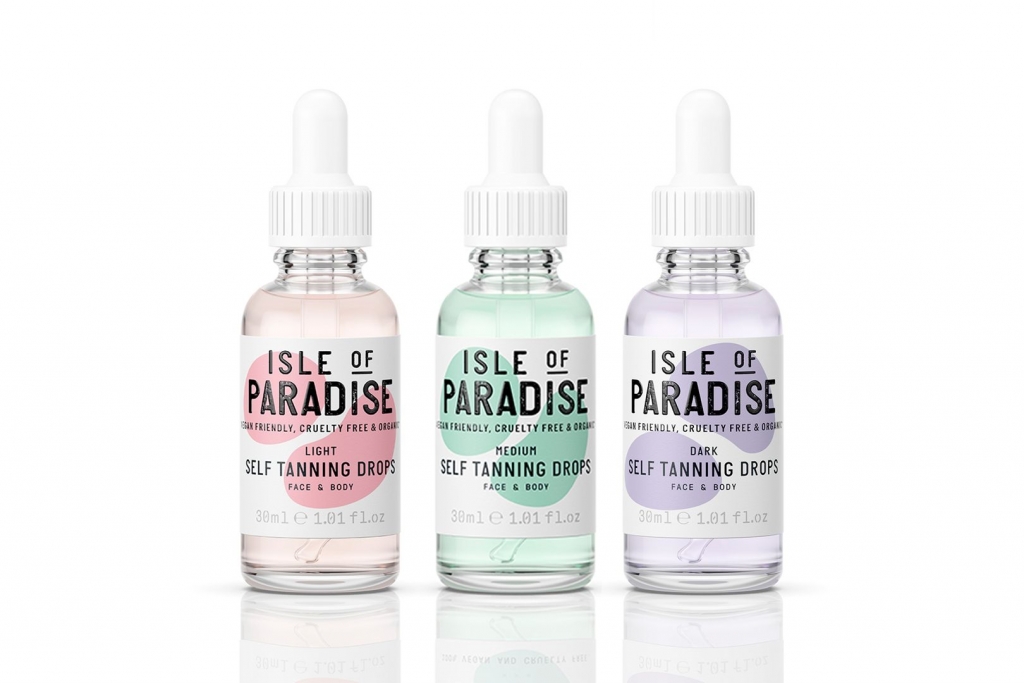 ISLE OF
PARADISE
VEGAN FRIENDLY, CRUELTY FREE & ORGANIC
LIGHT
SELF TANNING DROPS
FACE & BODY
30ml ℮ 1.01 fl.oz
ISLE OF
PARADISE
VEGAN FRIENDLY, CRUELTY FREE & ORGANIC
MEDIUM
SELF TANNING DROPS
FACE & BODY
30ml ℮ 1.01 fl.oz
ISLE OF
PARADISE
VEGAN FRIENDLY, CRUELTY FREE & ORGANIC
DARK
SELF TANNING DROPS
FACE & BODY
30ml ℮ 1.01 fl.oz